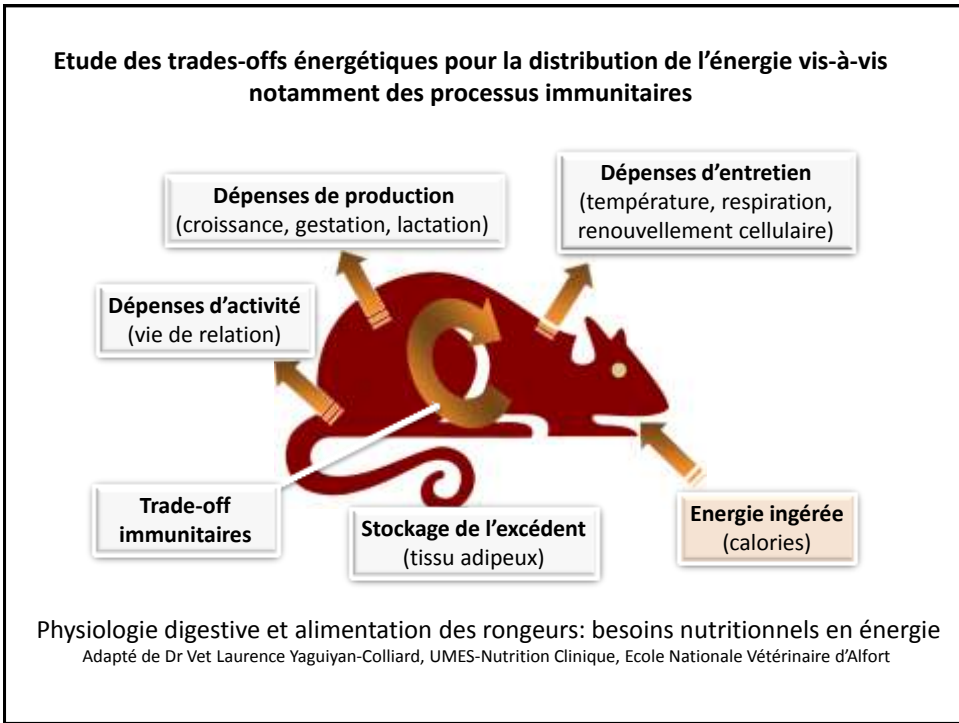 Etude des trades-offs énergétiques pour la distribution de l'énergie vis-à-vis
notamment des processus immunitaires
Dépenses de production
(croissance, gestation, lactation)
Dépenses d'entretien
(température, respiration,
renouvellement cellulaire)
Dépenses d'activité
(vie de relation)
Trade-off
immunitaires
Stockage de l'excédent
(tissu adipeux)
Energie ingérée
(calories)
Physiologie digestive et alimentation des rongeurs: besoins nutritionnels en énergie
Adapté de Dr Vet Laurence Yaguiyan-Colliard, UMES-Nutrition Clinique, Ecole Nationale Vétérinaire d'Alfort